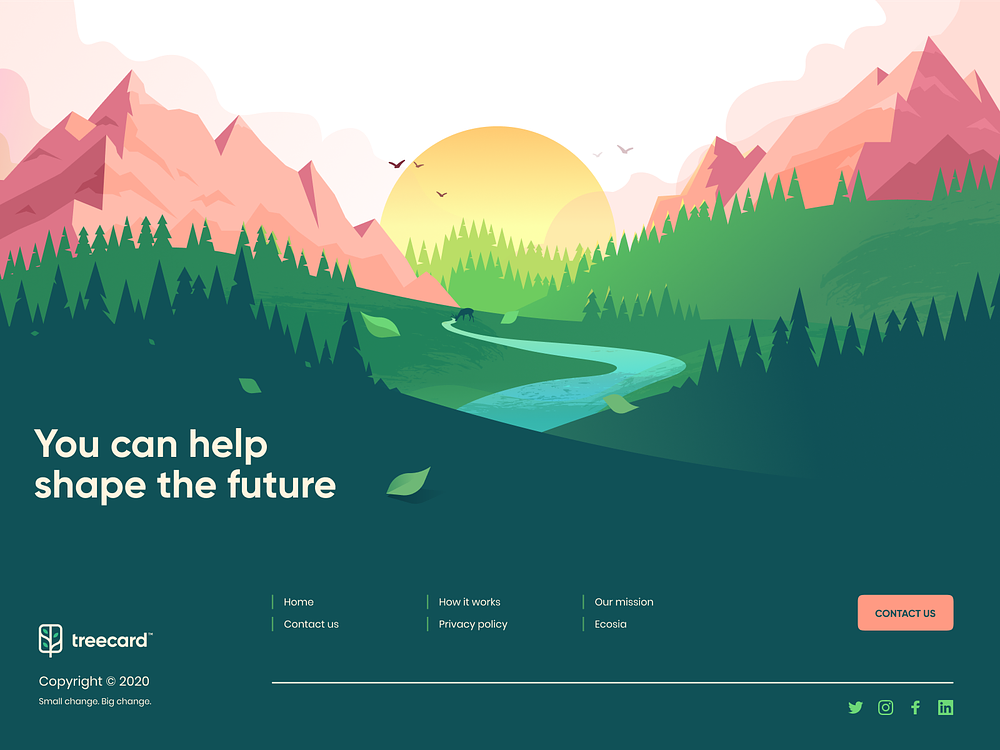 You can help
shape the future
Home
Contact us
How it works
Privacy policy
Our mission
Ecosia
CONTACT US
treecard™
Copyright © 2020
Small change. Big change.